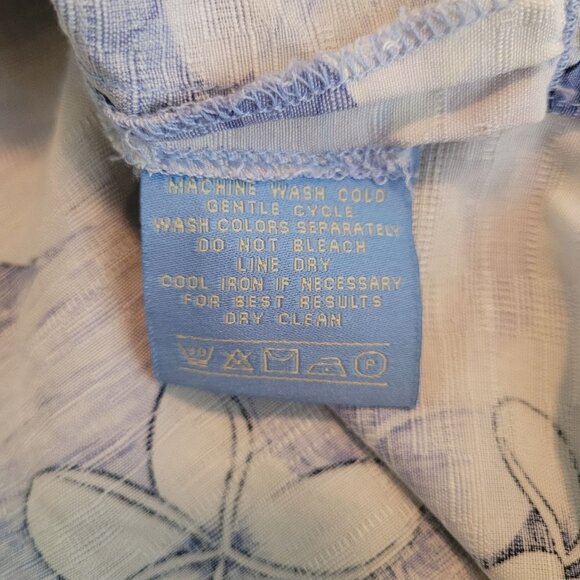 MACHINE WASH COLD
GENTLE CYCLE
WASH COLORS SEPARATELY
DO NOT BLEACH
LINE DRY
COOL IRON IF NECESSARY
FOR BEST RESULTS
DRY CLEAN
30 P